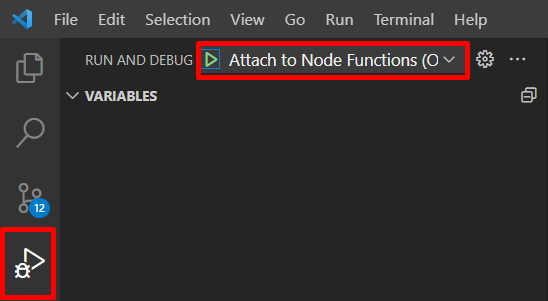 File Edit Selection View Go Run Terminal Help
RUN AND DEBUG Attach to Node Functions (O
VARIABLES
12